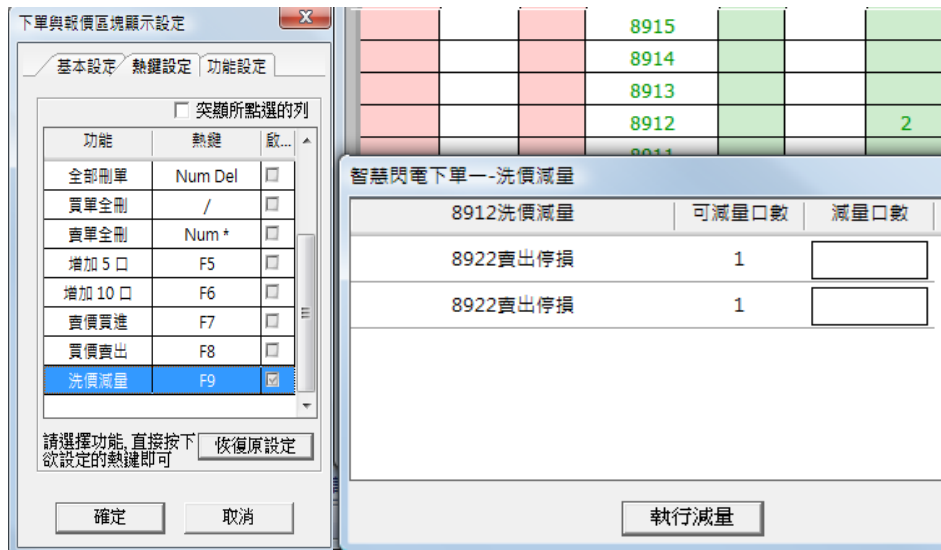 下單與報價區塊顯示設定
基本設定 熱鍵設定 功能設定
突顯所點選的列
功能 熱鍵 啟...
全部刪單 Num Del
買單全刪 /
賣單全刪 Num *
增加 5 口 F5
增加 10 口 F6
賣價買進 F7
買價賣出 F8
洗價減量 F9
請選擇功能, 直接按下
欲設定的熱鍵即可
恢復原設定
確定 取消
8915
8914
8913
8912 2
8911
智慧閃電下單一-洗價減量
8912洗價減量 可減量口數 減量口數
8922賣出停損 1
8922賣出停損 1
執行減量